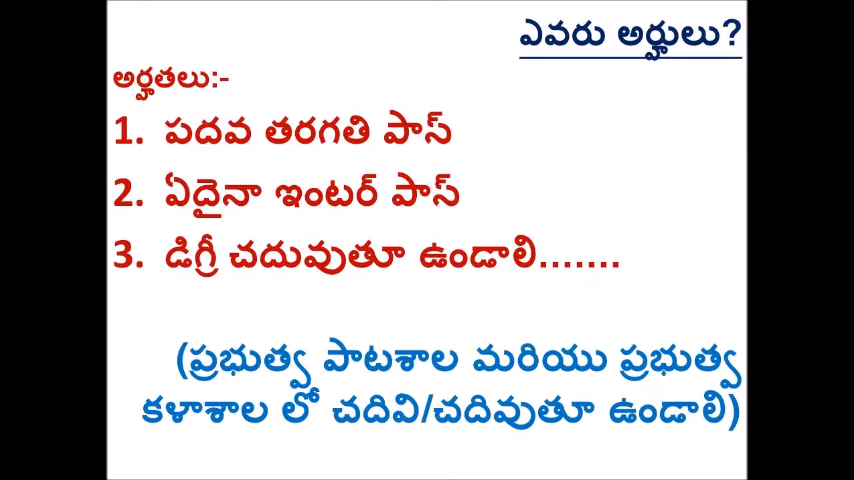 ఎవరు అర్హులు?
అర్హతలు:-
1. పదవ తరగతి పాస్
2. ఏదైనా ఇంటర్ పాస్
3. డిగ్రీ చదువుతూ ఉండాలి.......
(ప్రభుత్వ పాటశాల మరియు ప్రభుత్వ
కళాశాల లో చదివి/చదివుతూ ఉండాలి)